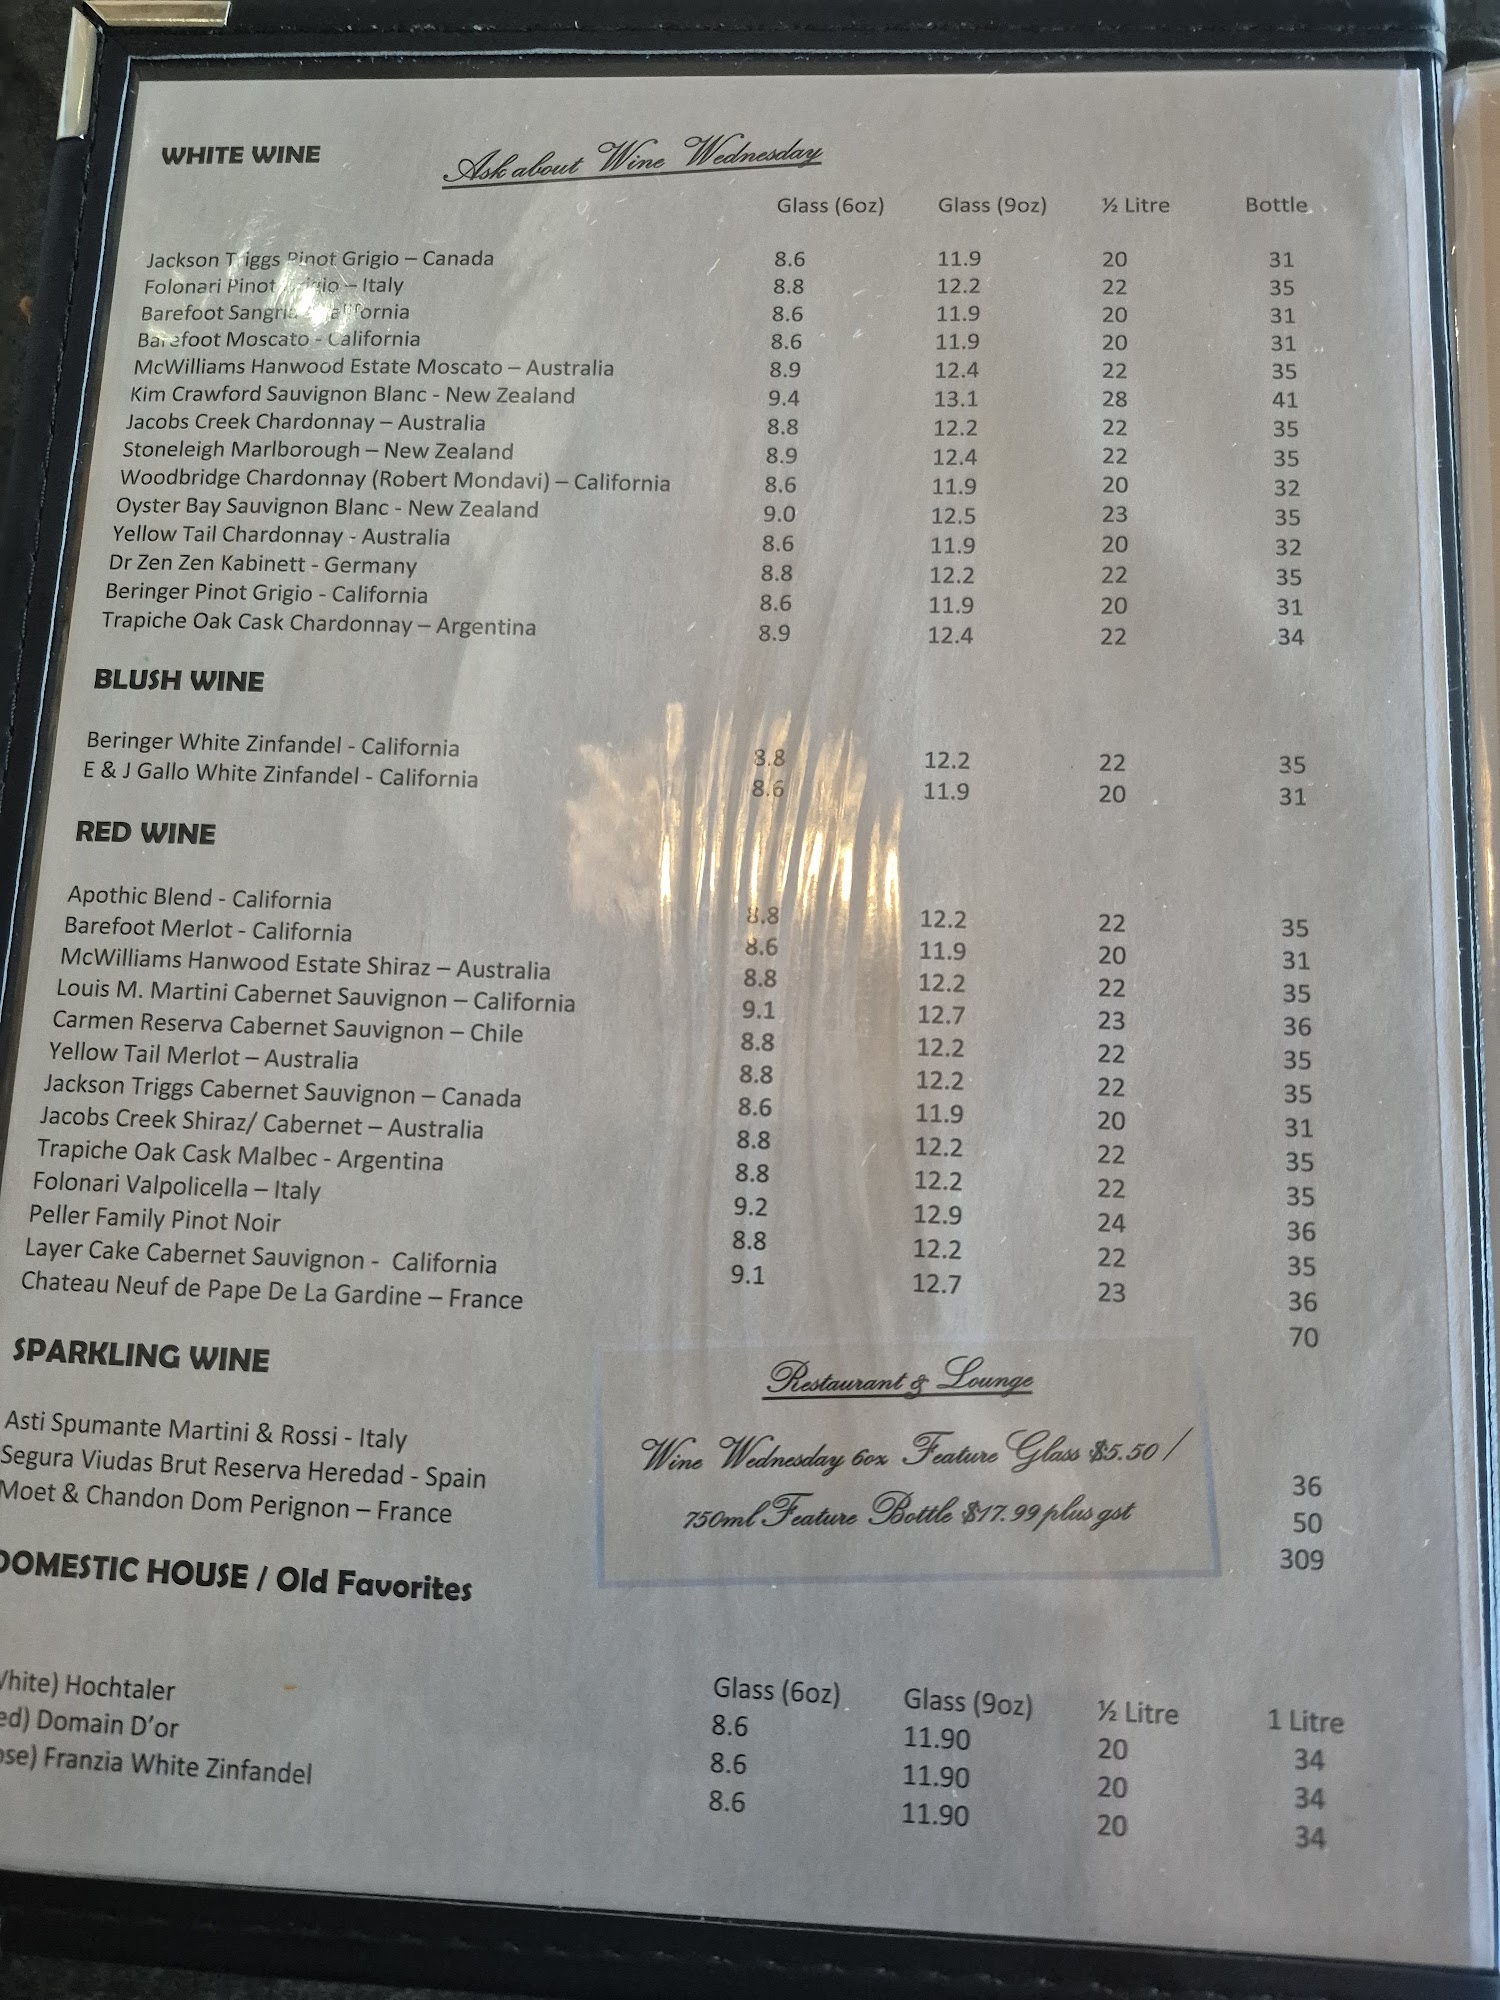 WHITE WINE Ask about Wine Wednesday
Glass (6oz) Glass (9oz) ½ Litre Bottle
Jackson Triggs Pinot Grigio – Canada 8.6 11.9 20 31
Folonari Pinot Grigio – Italy 8.8 12.2 22 35
Barefoot Sangria - California 8.6 11.9 20 31
Barefoot Moscato - California 8.6 11.9 20 31
McWilliams Hanwood Estate Moscato – Australia 8.9 12.4 22 35
Kim Crawford Sauvignon Blanc - New Zealand 9.4 13.1 28 41
Jacobs Creek Chardonnay – Australia 8.8 12.2 22 35
Stoneleigh Marlborough – New Zealand 8.9 12.4 22 35
Woodbridge Chardonnay (Robert Mondavi) – California 8.6 11.9 20 32
Oyster Bay Sauvignon Blanc - New Zealand 9.0 12.5 23 35
Yellow Tail Chardonnay - Australia 8.6 11.9 20 32
Dr Zen Zen Kabinett - Germany 8.8 12.2 22 35
Beringer Pinot Grigio - California 8.6 11.9 20 31
Trapiche Oak Cask Chardonnay – Argentina 8.9 12.4 22 34
BLUSH WINE
Beringer White Zinfandel - California 8.8 12.2 22 35
E & J Gallo White Zinfandel - California 8.6 11.9 20 31
RED WINE
Apothic Blend - California 8.8 12.2 22 35
Barefoot Merlot - California 8.6 11.9 20 31
McWilliams Hanwood Estate Shiraz – Australia 8.8 12.2 22 35
Louis M. Martini Cabernet Sauvignon – California 9.1 12.7 23 36
Carmen Reserva Cabernet Sauvignon – Chile 8.8 12.2 22 35
Yellow Tail Merlot – Australia 8.8 12.2 22 35
Jackson Triggs Cabernet Sauvignon – Canada 8.6 11.9 20 31
Jacobs Creek Shiraz/ Cabernet – Australia 8.8 12.2 22 35
Trapiche Oak Cask Malbec - Argentina 8.8 12.2 22 35
Folonari Valpolicella – Italy 9.2 12.9 24 36
Peller Family Pinot Noir 8.8 12.2 22 35
Layer Cake Cabernet Sauvignon - California 9.1 12.7 23 36
Chateau Neuf de Pape De La Gardine – France 70
SPARKLING WINE
Restaurant & Lounge
Wine Wednesday 6oz Feature Glass $5.50 /
750ml Feature Bottle $17.99 plus gst
Asti Spumante Martini & Rossi - Italy 36
Segura Viudas Brut Reserva Heredad - Spain 50
Moet & Chandon Dom Perignon – France 309
DOMESTIC HOUSE / Old Favorites
Glass (6oz) Glass (9oz) ½ Litre 1 Litre
hite) Hochtaler 8.6 11.90 20 34
ed) Domain D'or 8.6 11.90 20 34
ose) Franzia White Zinfandel 8.6 11.90 20 34